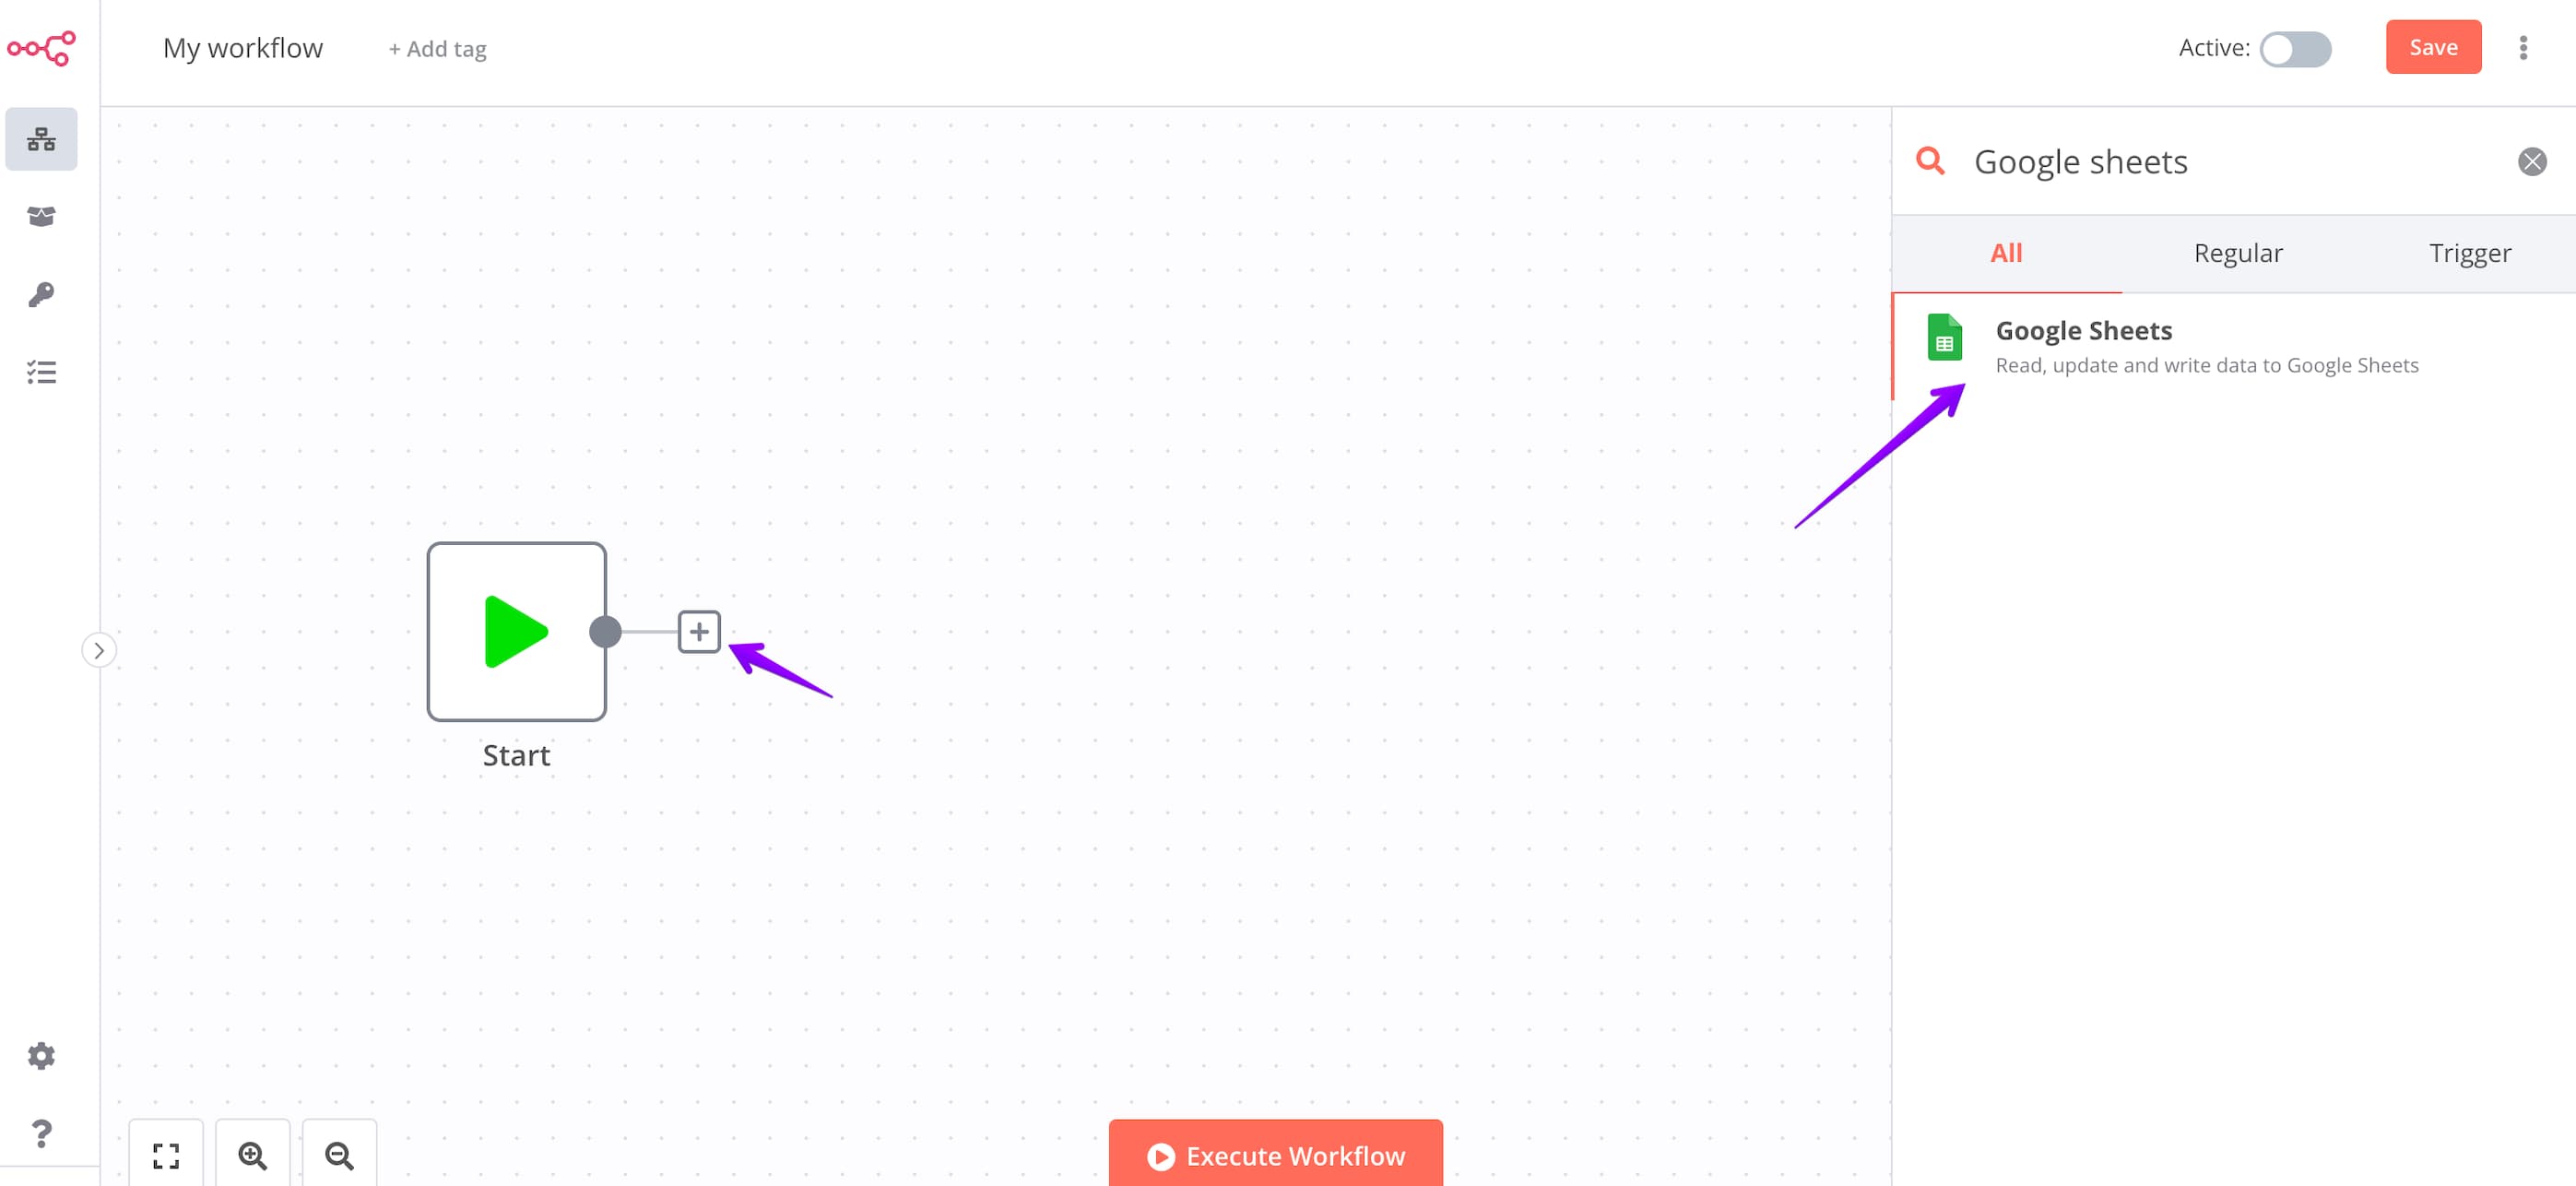 My workflow
+ Add tag
Active:
Save
Google sheets
All
Regular
Trigger
Google Sheets
Read, update and write data to Google Sheets
Start
Execute Workflow